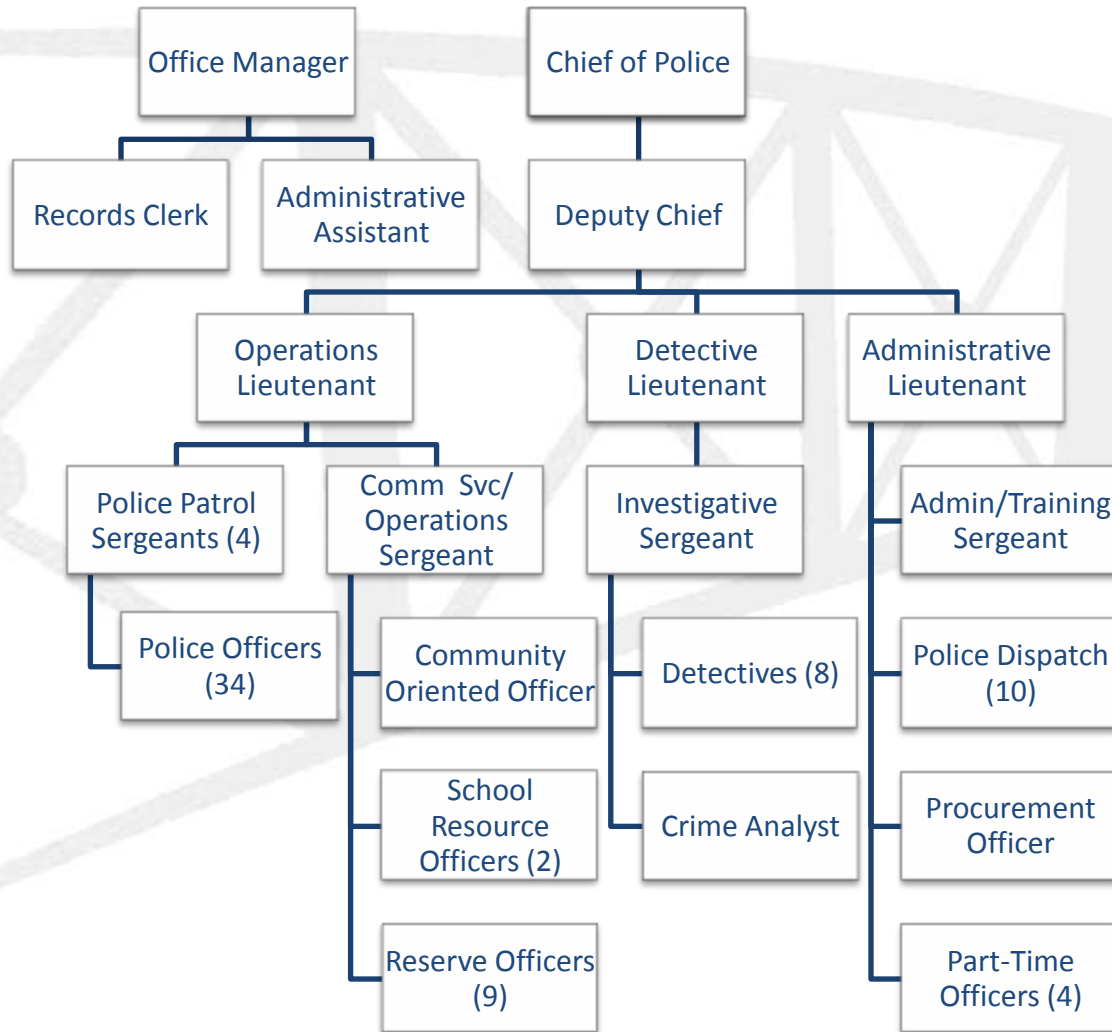 Office Manager
Chief of Police
Records Clerk
Administrative
Assistant
Deputy Chief
Operations
Lieutenant
Detective
Lieutenant
Administrative
Lieutenant
Police Patrol
Sergeants (4)
Comm  Svc/
Operations
Sergeant
Investigative
Sergeant
Admin/Training
Sergeant
Police Officers
(34)
Community
Oriented Officer
Detectives (8)
Police Dispatch
(10)
School
Resource
Officers (2)
Crime Analyst
Procurement
Officer
Reserve Officers
(9)
Part-Time
Officers (4)